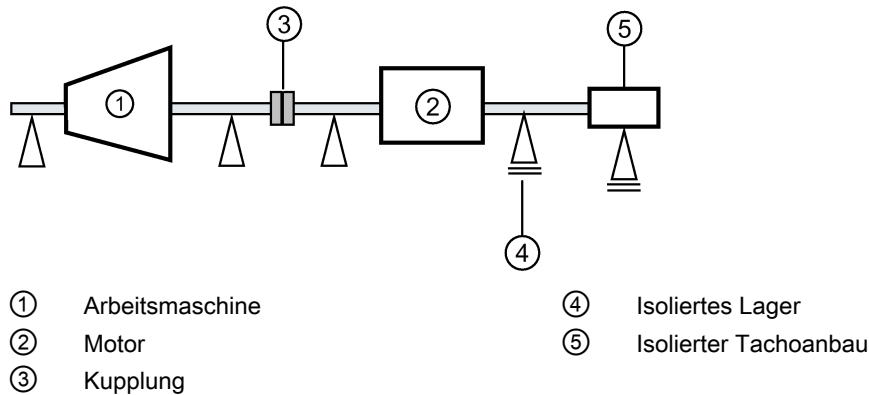 ③ ⑤
① ②
④
① Arbeitsmaschine ④ Isoliertes Lager
② Motor ⑤ Isolierter Tachoanbau
③ Kupplung